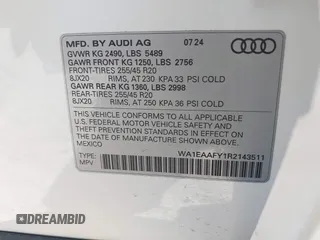 MFD. BY AUDI AG 07 24
GVWR KG 2490, LBS 5489
GAWR FRONT KG 1250, LBS 2756
FRONT-TIRES 255/45 R20
8JX20 RIMS, AT 230 KPA 33 PSI COLD
GAWR REAR KG 1360, LBS 2998
REAR-TIRES 255/45 R20
8JX20 RIMS, AT 250 KPA 36 PSI COLD
THIS VEHICLE CONFORMS TO ALL APPLICABLE
U.S. FEDERAL MOTOR VEHICLE SAFETY AND
THEFT PREVENTION STANDARDS IN EFFECT ON
THE DATE OF MANUFACTURE SHOWN ABOVE.
MEXICO
TYPE: WA1EAAFY1R2143511
MPV
DREAMBID